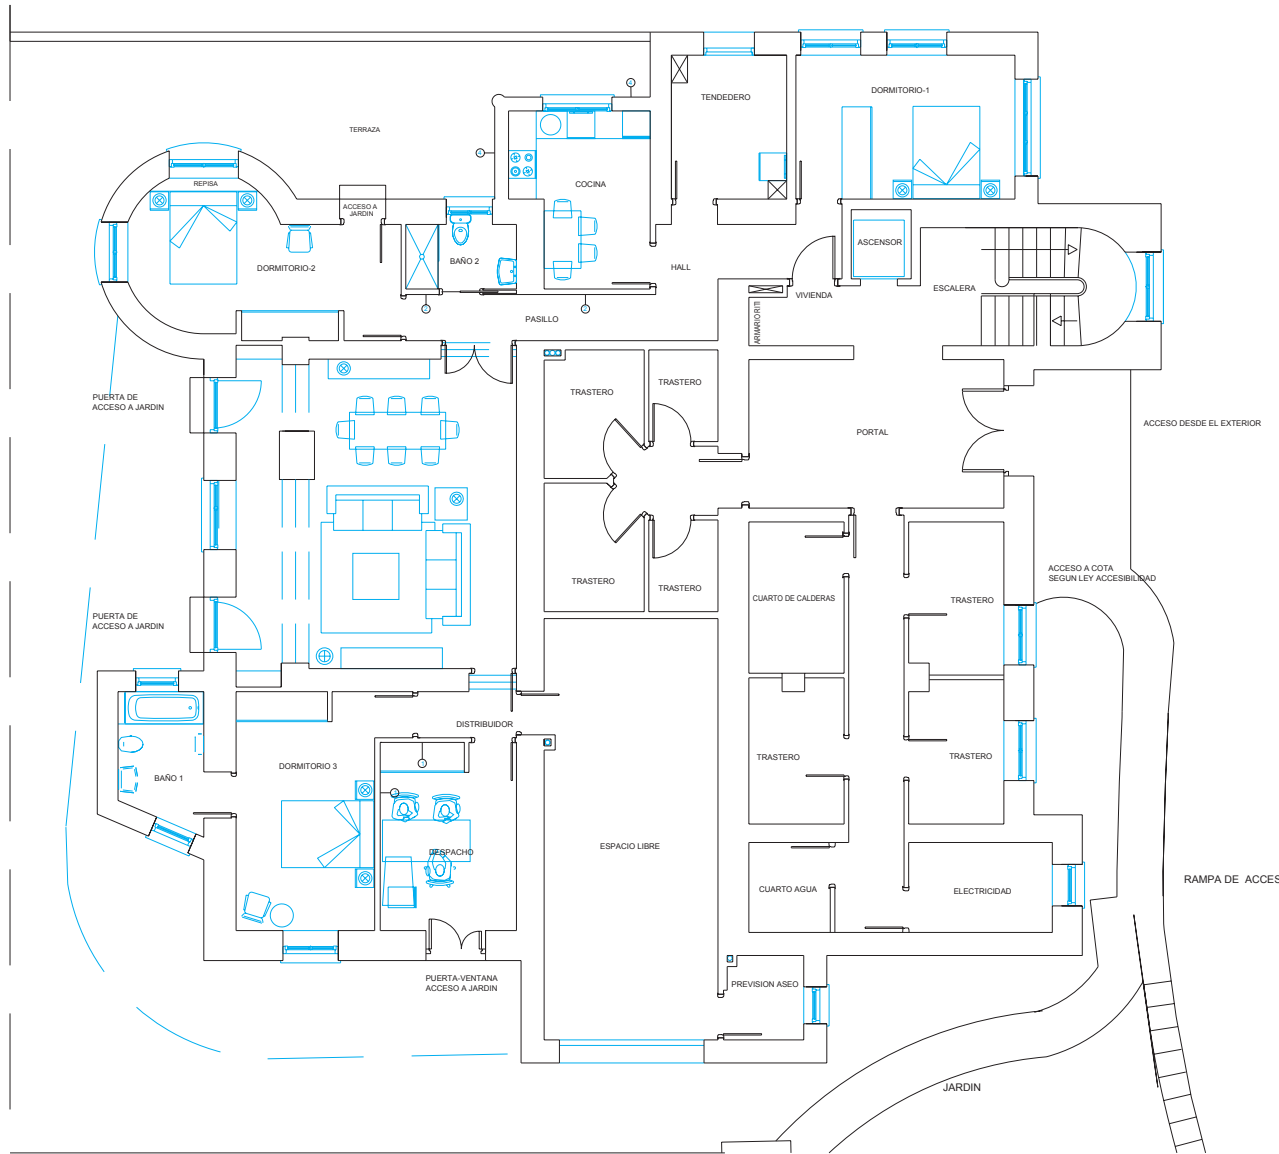 TENDEDERO
DORMITORIO-1
TERRAZA
REPISA
COCINA
ACCESO A
JARDIN
ASCENSOR
BAÑO 2
DORMITORIO-2
HALL
VIVIENDA
ESCALERA
PASILLO
ARMARIO RITI
TRASTERO
TRASTERO
PUERTA DE
ACCESO A JARDIN
PORTAL
ACCESO DESDE EL EXTERIOR
ACCESO A COTA
SEGUN LEY ACCESIBILIDAD
TRASTERO
TRASTERO
CUARTO DE CALDERAS
TRASTERO
PUERTA DE
ACCESO A JARDIN
DISTRIBUIDOR
TRASTERO
TRASTERO
BAÑO 1
DORMITORIO 3
DESPACHO
ESPACIO LIBRE
CUARTO AGUA
ELECTRICIDAD
RAMPA DE ACCES
PUERTA-VENTANA
ACCESO A JARDIN
PREVISION ASEO
JARDIN